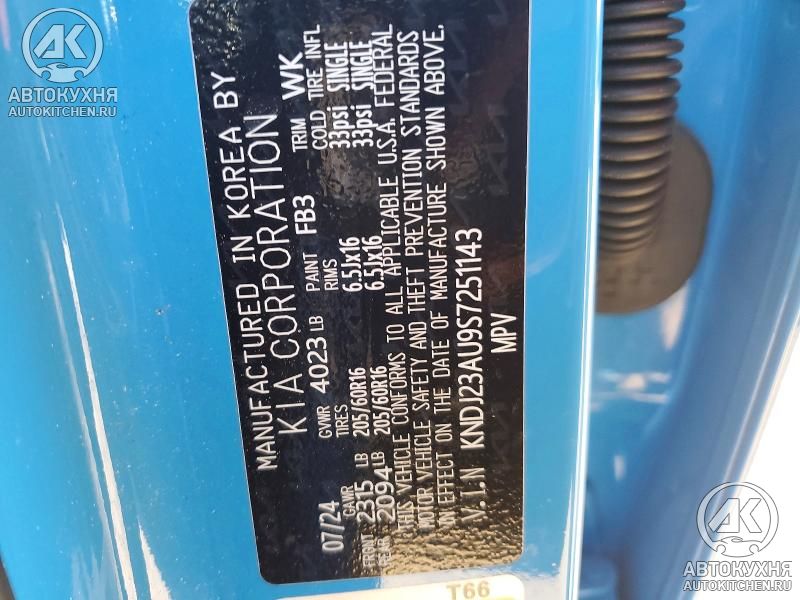 MANUFACTURED IN KOREA BY
KIA CORPORATION
07/24 GVWR 4023 LB PAINT FB3 TRIM WK
GAWR TIRES RIMS COLD TIRE INFL
FRONT 2315 LB 205/60R16 6.5Jx16 33psi SINGLE
REAR 2094 LB 205/60R16 6.5Jx16 33psi SINGLE
THIS VEHICLE CONFORMS TO ALL APPLICABLE U.S.A. FEDERAL
MOTOR VEHICLE SAFETY AND THEFT PREVENTION STANDARDS
IN EFFECT ON THE DATE OF MANUFACTURE SHOWN ABOVE.
V.I.N KNDJ23AU9S7251143
MPV
T66
АК
АВТОКУХНЯ
AUTOKITCHEN.RU
АК
АВТОКУХНЯ
AUTOKITCHEN.RU